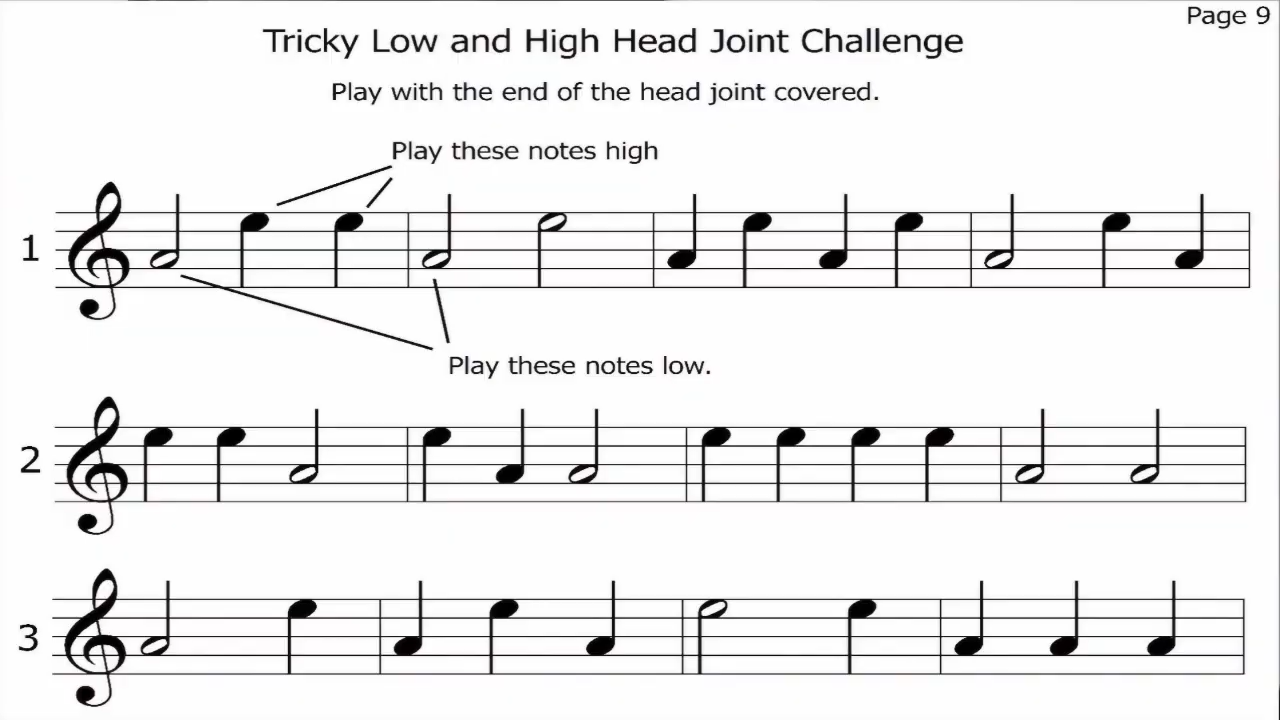 Page 9
Tricky Low and High Head Joint Challenge
Play with the end of the head joint covered.
Play these notes high
1
Play these notes low.
2
3